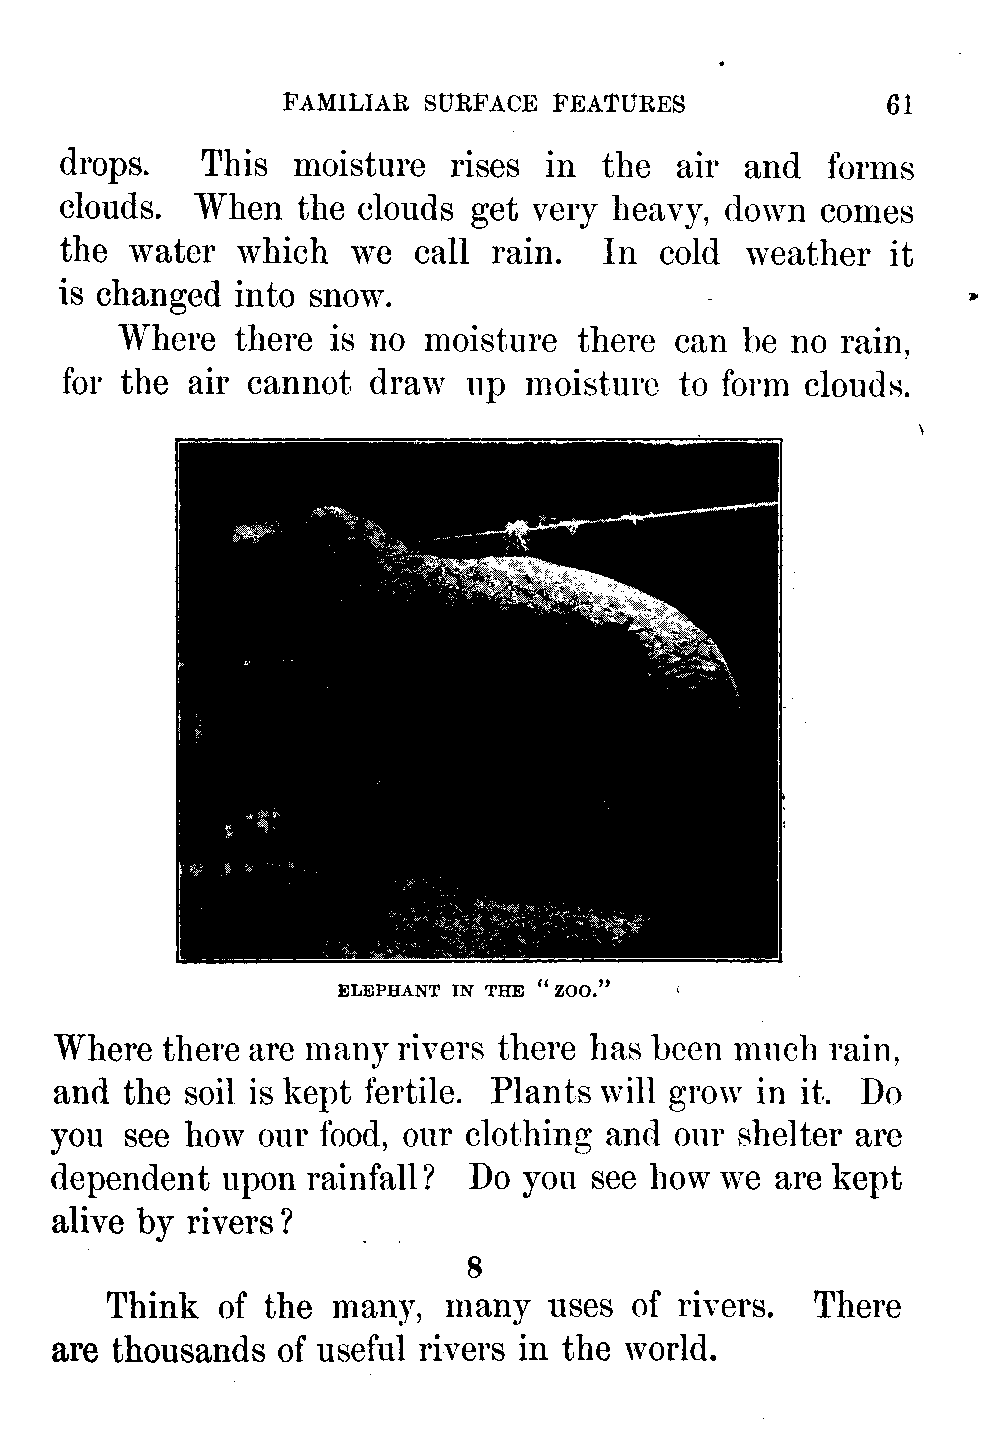 FAMILIAR SURFACE FEATURES 61
drops. This moisture rises in the air and forms
clouds. When the clouds get very heavy, down comes
the water which we call rain. In cold weather it
is changed into snow.
Where there is no moisture there can be no rain,
for the air cannot draw up moisture to form clouds.
ELEPHANT IN THE "ZOO."
Where there are many rivers there has been much rain,
and the soil is kept fertile. Plants will grow in it. Do
you see how our food, our clothing and our shelter are
dependent upon rainfall? Do you see how we are kept
alive by rivers?
8
Think of the many, many uses of rivers. There
are thousands of useful rivers in the world.